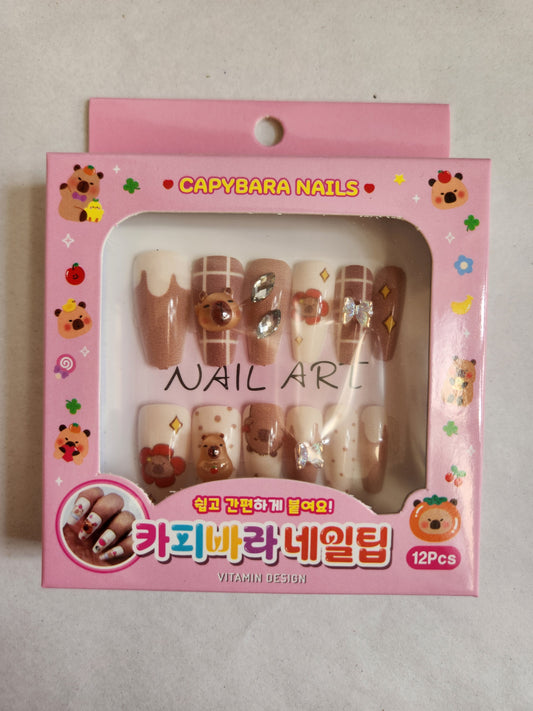 CAPYBARA NAILS
NAIL ART
쉽고 간편하게 붙여요!
카피바라 네일팁
VITAMIN DESIGN
12Pcs